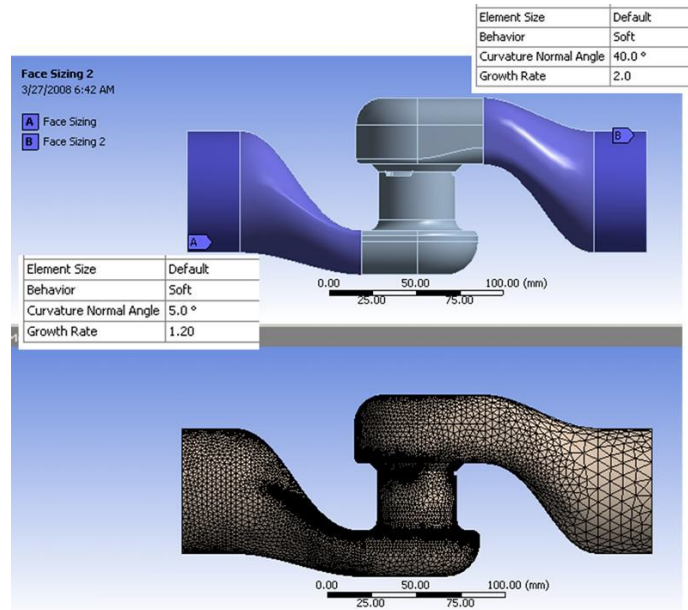 Element Size Default
Behavior Soft
Curvature Normal Angle 40.0 °
Growth Rate 2.0
Face Sizing 2
3/27/2008 6:42 AM
A Face Sizing
B Face Sizing 2
B
A
Element Size Default
Behavior Soft
Curvature Normal Angle 5.0 °
Growth Rate 1.20
0.00 50.00 100.00 (mm)
25.00 75.00
0.00 50.00 100.00 (mm)
25.00 75.00